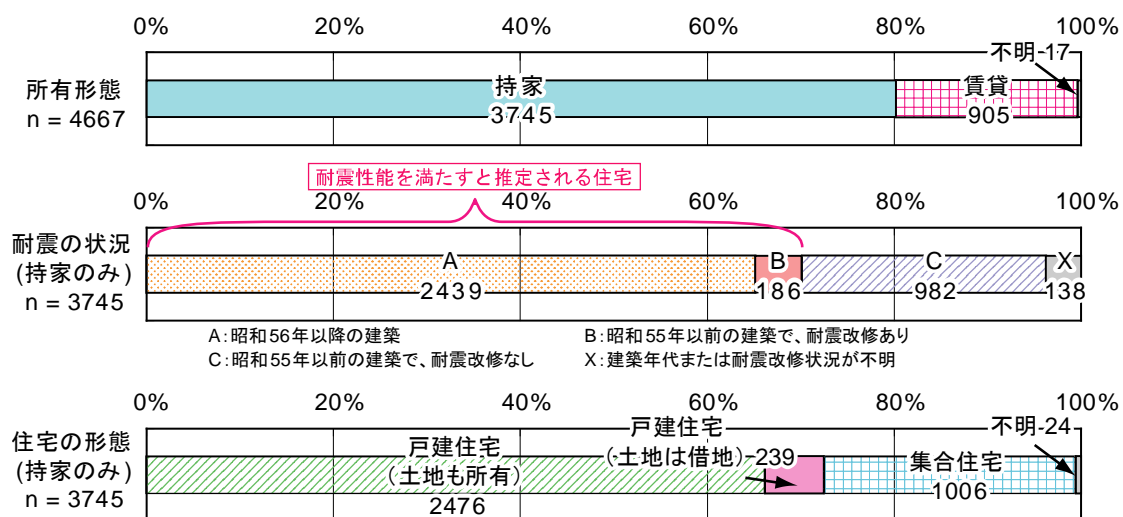 0% 20% 40% 60% 80% 100%
不明 17
所有形態
n = 4667
持家
3745
賃貸
905
耐震性能を満たすと推定される住宅
0% 20% 40% 60% 80% 100%
耐震の状況
(持家のみ)
n = 3745
A
2439
B
186
C
982
X
138
A:昭和56年以降の建築
B:昭和55年以前の建築で、耐震改修あり
C:昭和55年以前の建築で、耐震改修なし
X:建築年代または耐震改修状況が不明
0% 20% 40% 60% 80% 100%
住宅の形態
(持家のみ)
n = 3745
戸建住宅
(土地も所有)
2476
戸建住宅
(土地は借地) 239
集合住宅
1006
不明 24